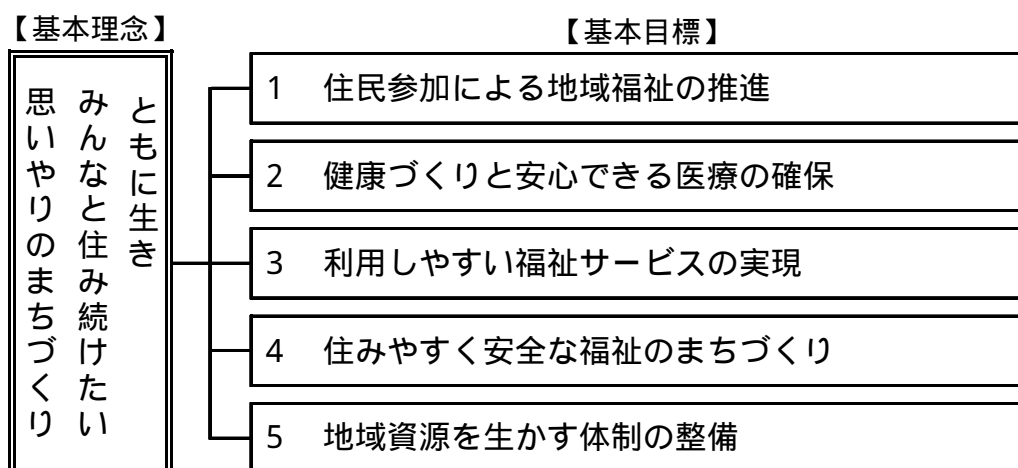 【基本理念】
ともに生き
みんなと住み続けたい
思いやりのまちづくり
【基本目標】
1 住民参加による地域福祉の推進
2 健康づくりと安心できる医療の確保
3 利用しやすい福祉サービスの実現
4 住みやすく安全な福祉のまちづくり
5 地域資源を生かす体制の整備